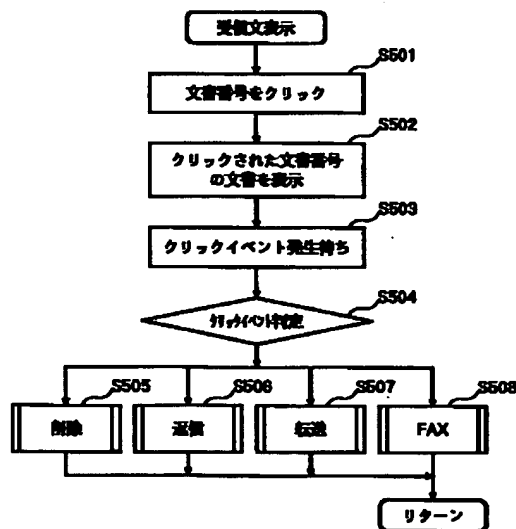 受信文表示
S501
文書番号をクリック
S502
クリックされた文書番号
の文書を表示
S503
クリックイベント発生待ち
S504
クリックイベント判定
S505
S506
S507
S508
削除
返信
転送
FAX
リターン